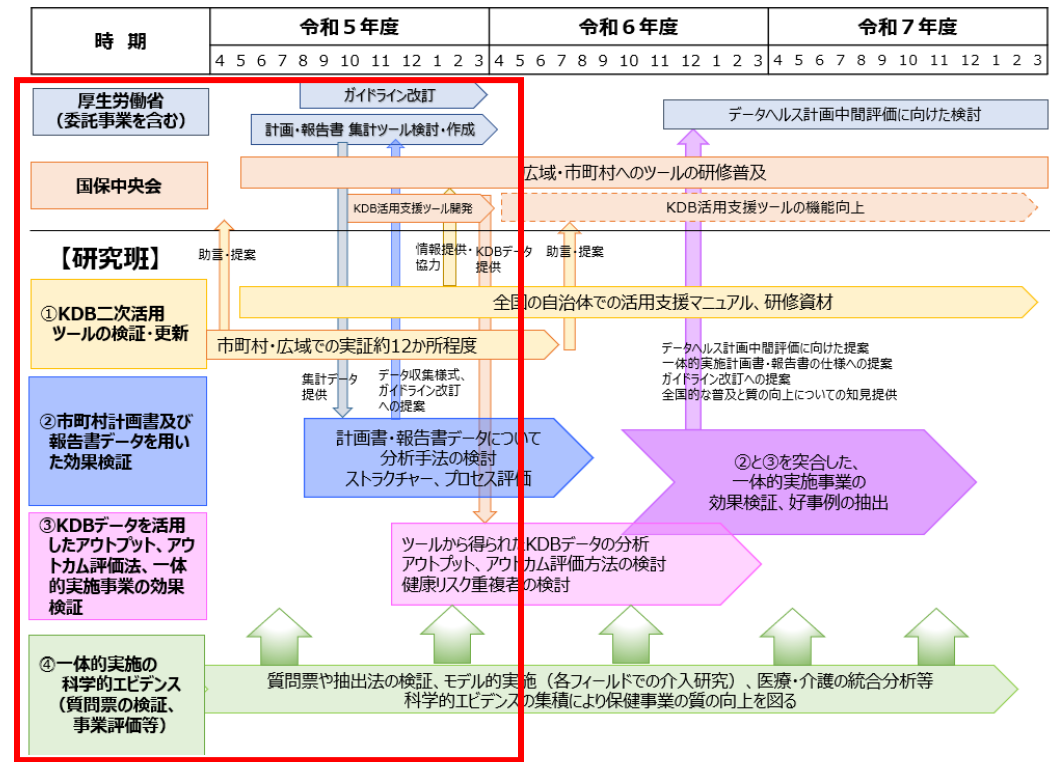 時 期
令和５年度
令和６年度
令和７年度
4 5 6 7 8 9 10 11 12 1 2 3
4 5 6 7 8 9 10 11 12 1 2 3
4 5 6 7 8 9 10 11 12 1 2 3
厚生労働省
（委託事業を含む）
ガイドライン改訂
計画・報告書 集計ツール検討・作成
データヘルス計画中間評価に向けた検討
国保中央会
広域・市町村へのツールの研修普及
KDB活用支援ツール開発
KDB活用支援ツールの機能向上
【研究班】
助言・提案
情報提供・
協力
KDBデータ
提供
助言・提案
①KDB二次活用
ツールの検証・更新
全国の自治体での活用支援マニュアル、研修資材
市町村・広域での実証約12か所程度
集計データ
提供
データ収集様式、
ガイドライン改訂
への提案
データヘルス計画中間評価に向けた提案
一体的実施計画書・報告書の仕様への提案
ガイドライン改訂への提案
全国的な普及と質の向上についての知見提供
②市町村計画書及び
報告書データを用い
た効果検証
計画書・報告書データについて
分析手法の検討
ストラクチャー、プロセス評価
②と③を突合した、
一体的実施事業の
効果検証、好事例の抽出
③KDBデータを活用
したアウトプット、アウ
トカム評価法、一体
的実施事業の効果
検証
ツールから得られたKDBデータの分析
アウトプット、アウトカム評価方法の検討
健康リスク重複者の検討
④一体的実施の
科学的エビデンス
（質問票の検証、
事業評価等）
質問票や抽出法の検証、モデル的実施（各フィールドでの介入研究）、医療・介護の統合分析等
科学的エビデンスの集積により保健事業の質の向上を図る